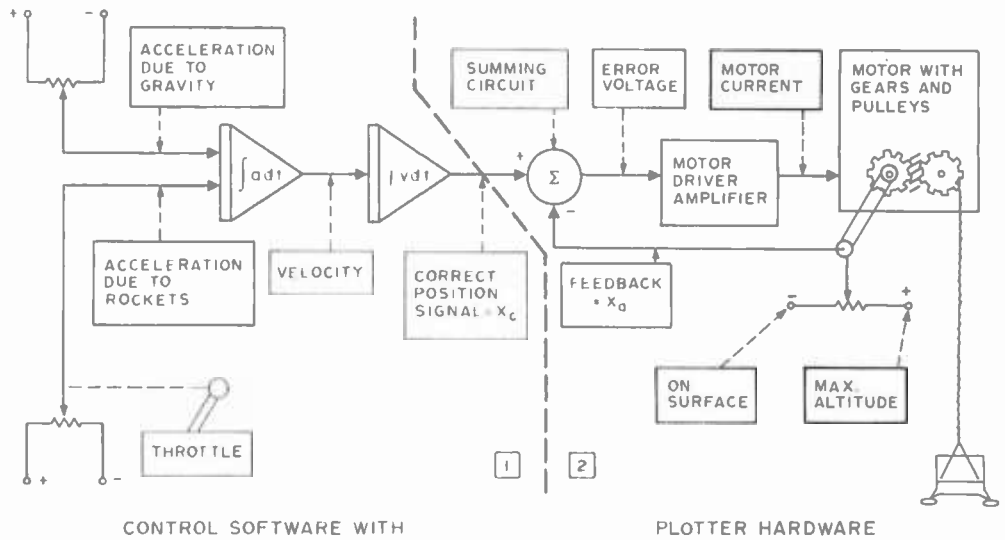 +
-
ACCELERATION
DUE TO
GRAVITY
SUMMING
CIRCUIT
ERROR
VOLTAGE
MOTOR
CURRENT
MOTOR WITH
GEARS AND
PULLEYS
∫adt
∫vdt
+
Σ
-
MOTOR
DRIVER
AMPLIFIER
ACCELERATION
DUE TO
ROCKETS
VELOCITY
CORRECT
POSITION
SIGNAL = Xc
FEEDBACK
= Xa
-
+
ON
SURFACE
MAX.
ALTITUDE
THROTTLE
+
-
1
2
CONTROL SOFTWARE WITH
PLOTTER HARDWARE